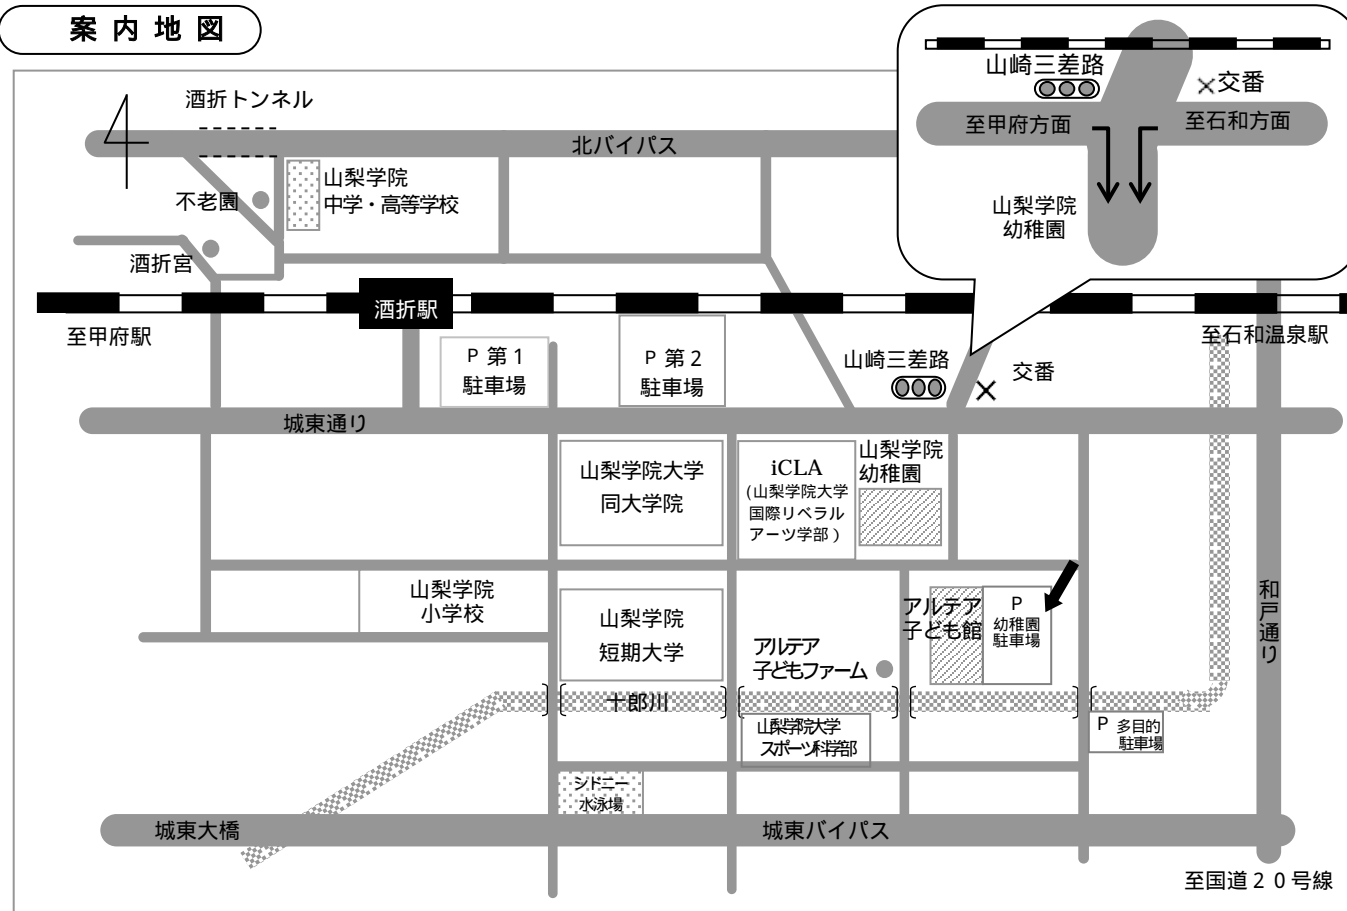 案内地図
山崎三差路
交番
至甲府方面
至石和方面
山梨学院
幼稚園
酒折トンネル
北バイパス
山梨学院
中学・高等学校
不老園
酒折宮
酒折駅
至甲府駅
至石和温泉駅
P 第1
駐車場
P 第2
駐車場
山崎三差路
交番
城東通り
山梨学院大学
同大学院
iCLA
(山梨学院大学
国際リベラル
アーツ学部)
山梨学院
幼稚園
山梨学院
小学校
山梨学院
短期大学
アルテア
子どもファーム
アルテア
子ども館
P
幼稚園
駐車場
和戸通り
十郎川
山梨学院大学
スポーツ科学部
P 多目的
駐車場
シドニー
水泳場
城東大橋
城東バイパス
至国道20号線